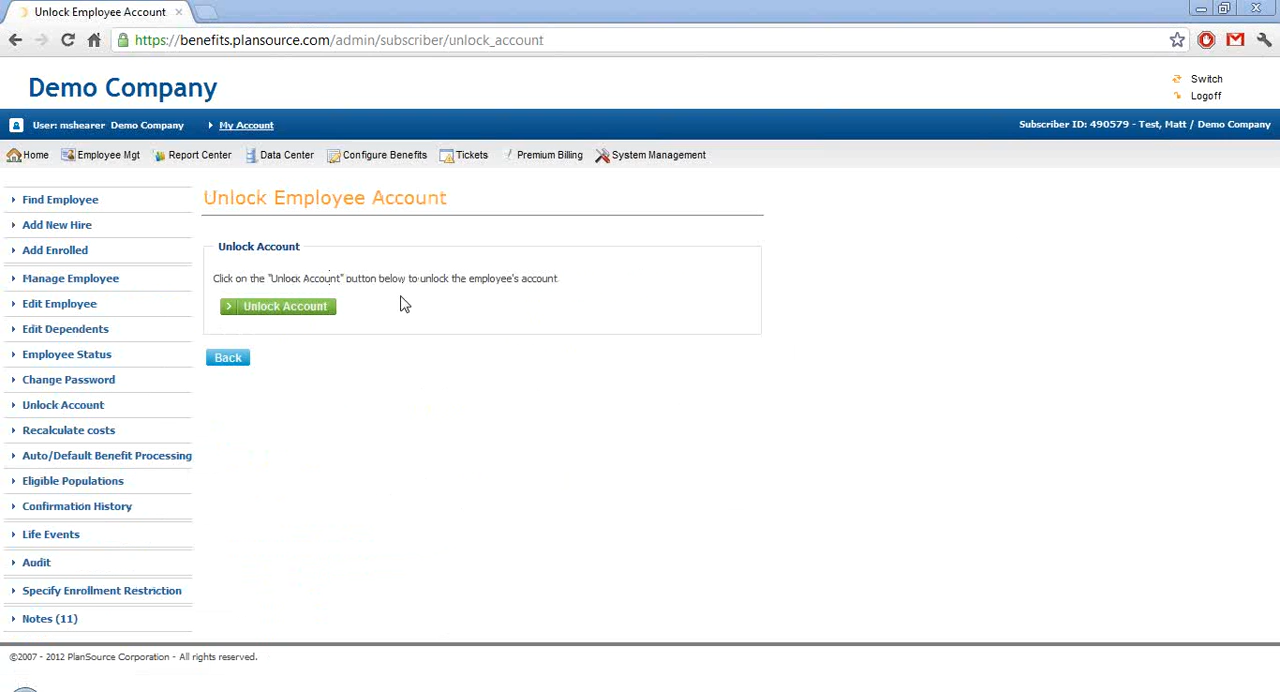 Unlock Employee Account
https://benefits.plansource.com/admin/subscriber/unlock_account
Demo Company
Switch
Logoff
User: mshearer Demo Company My Account Subscriber ID: 490579 - Test, Matt / Demo Company
Home Employee Mgt Report Center Data Center Configure Benefits Tickets Premium Billing System Management
Find Employee
Add New Hire
Add Enrolled
Manage Employee
Edit Employee
Edit Dependents
Employee Status
Change Password
Unlock Account
Recalculate costs
Auto/Default Benefit Processing
Eligible Populations
Confirmation History
Life Events
Audit
Specify Enrollment Restriction
Notes (11)
Unlock Employee Account
Unlock Account
Click on the "Unlock Account" button below to unlock the employee's account.
Unlock Account
Back
©2007 - 2012 PlanSource Corporation - All rights reserved.